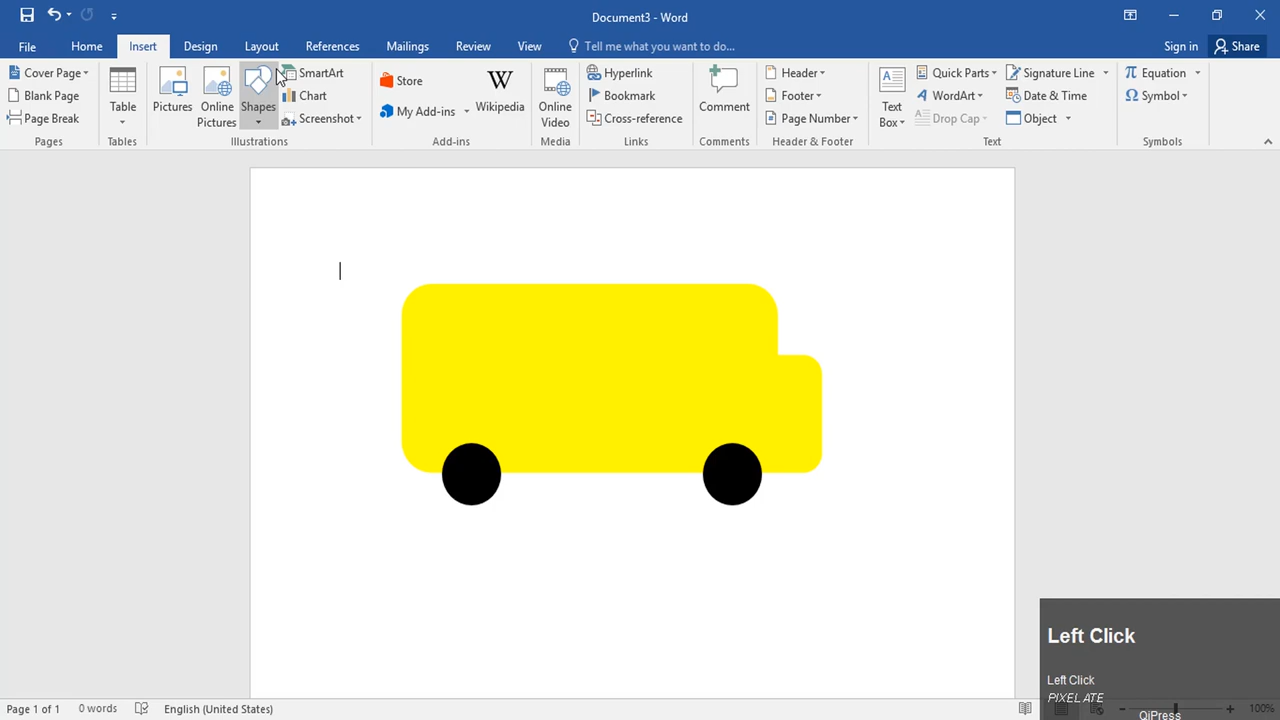 Document3 - Word
File
Home
Insert
Design
Layout
References
Mailings
Review
View
Tell me what you want to do...
Sign in
Share
Cover Page
Blank Page
Page Break
Pages
Table
Tables
Pictures
Online Pictures
Shapes
SmartArt
Chart
Screenshot
Illustrations
Store
My Add-ins
W
Wikipedia
Add-ins
Online Video
Media
Hyperlink
Bookmark
Cross-reference
Links
Comment
Comments
Header
Footer
Page Number
Header & Footer
Text Box
Quick Parts
WordArt
Drop Cap
Signature Line
Date & Time
Object
Text
Equation
Symbol
Symbols
Left Click
Left Click
PIXEL ATE
QiPress
Page 1 of 1
0 words
English (United States)
100%